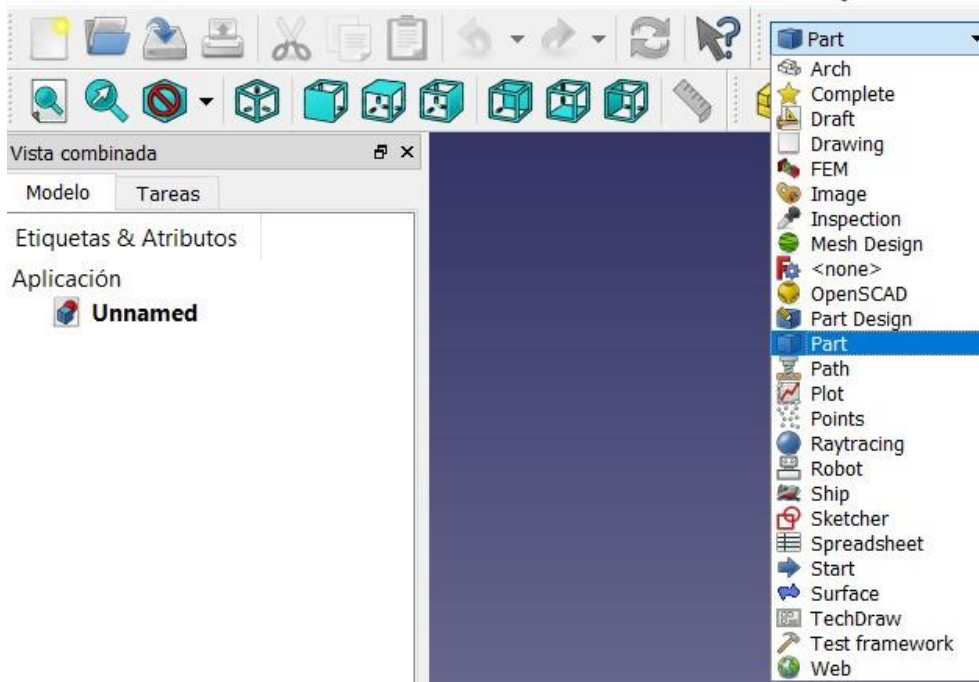 Part
Vista combinada
Modelo
Tareas
Etiquetas & Atributos
Aplicación
Unnamed
Arch
Complete
Draft
Drawing
FEM
Image
Inspection
Mesh Design
<none>
OpenSCAD
Part Design
Part
Path
Plot
Points
Raytracing
Robot
Ship
Sketcher
Spreadsheet
Start
Surface
TechDraw
Test framework
Web